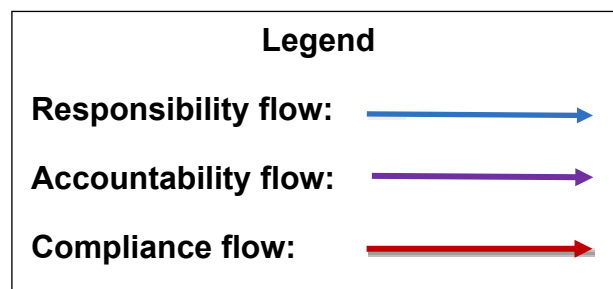 Legend
Responsibility flow:
Accountability flow:
Compliance flow: